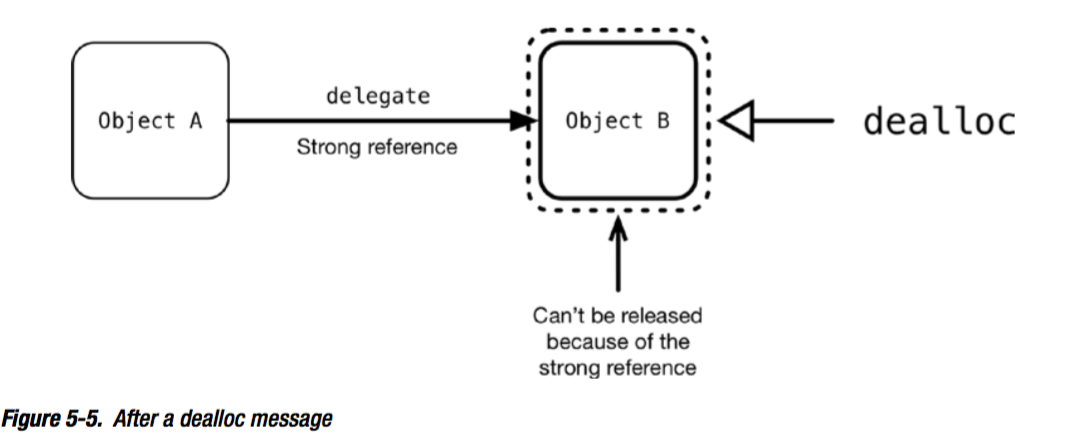 delegate
Object A
Object B
dealloc
Strong reference
Can't be released
because of the
strong reference
Figure 5-5. After a dealloc message